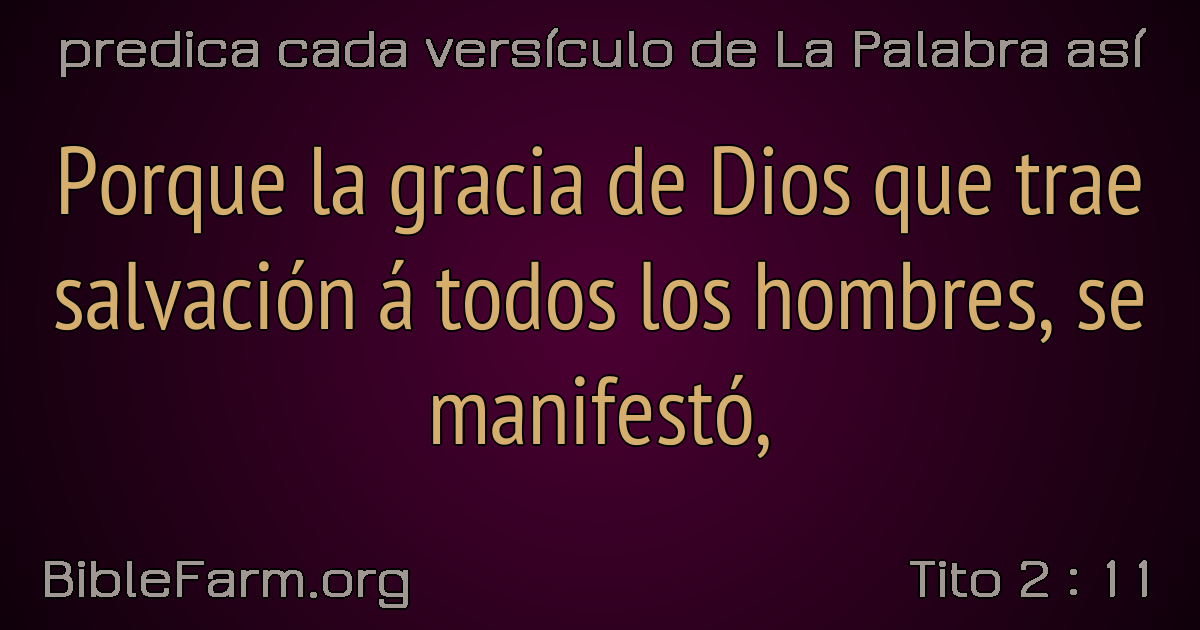 predica cada versículo de La Palabra así
Porque la gracia de Dios que trae
salvación á todos los hombres, se
manifestó,
BibleFarm.org
Tito 2 : 11